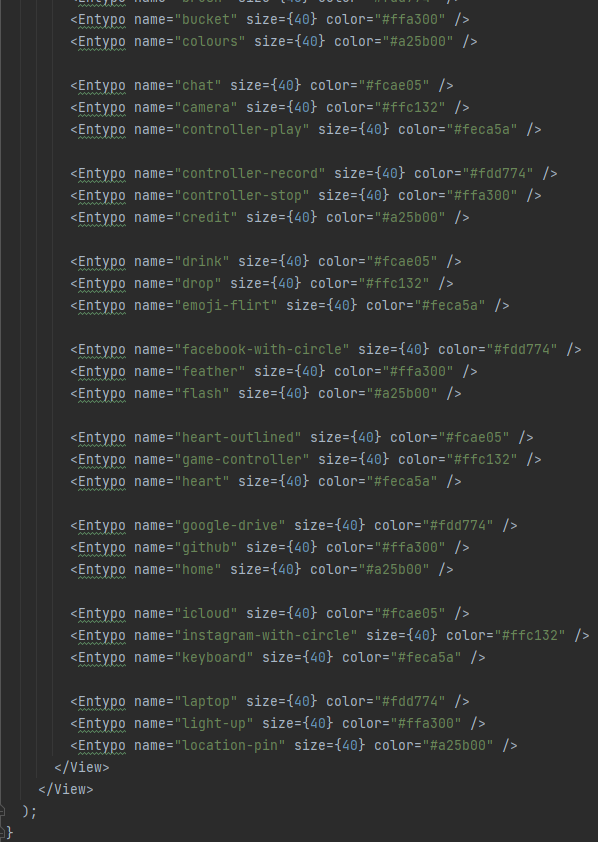 <Entypo name="bucket" size={40} color="#ffa300" />
<Entypo name="colours" size={40} color="#a25b00" />
<Entypo name="chat" size={40} color="#fcae05" />
<Entypo name="camera" size={40} color="#ffc132" />
<Entypo name="controller-play" size={40} color="#feca5a" />
<Entypo name="controller-record" size={40} color="#fdd774" />
<Entypo name="controller-stop" size={40} color="#ffa300" />
<Entypo name="credit" size={40} color="#a25b00" />
<Entypo name="drink" size={40} color="#fcae05" />
<Entypo name="drop" size={40} color="#ffc132" />
<Entypo name="emoji-flirt" size={40} color="#feca5a" />
<Entypo name="facebook-with-circle" size={40} color="#fdd774" />
<Entypo name="feather" size={40} color="#ffa300" />
<Entypo name="flash" size={40} color="#a25b00" />
<Entypo name="heart-outlined" size={40} color="#fcae05" />
<Entypo name="game-controller" size={40} color="#ffc132" />
<Entypo name="heart" size={40} color="#feca5a" />
<Entypo name="google-drive" size={40} color="#fdd774" />
<Entypo name="github" size={40} color="#ffa300" />
<Entypo name="home" size={40} color="#a25b00" />
<Entypo name="icloud" size={40} color="#fcae05" />
<Entypo name="instagram-with-circle" size={40} color="#ffc132" />
<Entypo name="keyboard" size={40} color="#feca5a" />
<Entypo name="laptop" size={40} color="#fdd774" />
<Entypo name="light-up" size={40} color="#ffa300" />
<Entypo name="location-pin" size={40} color="#a25b00" />
</View>
</View>
);
}